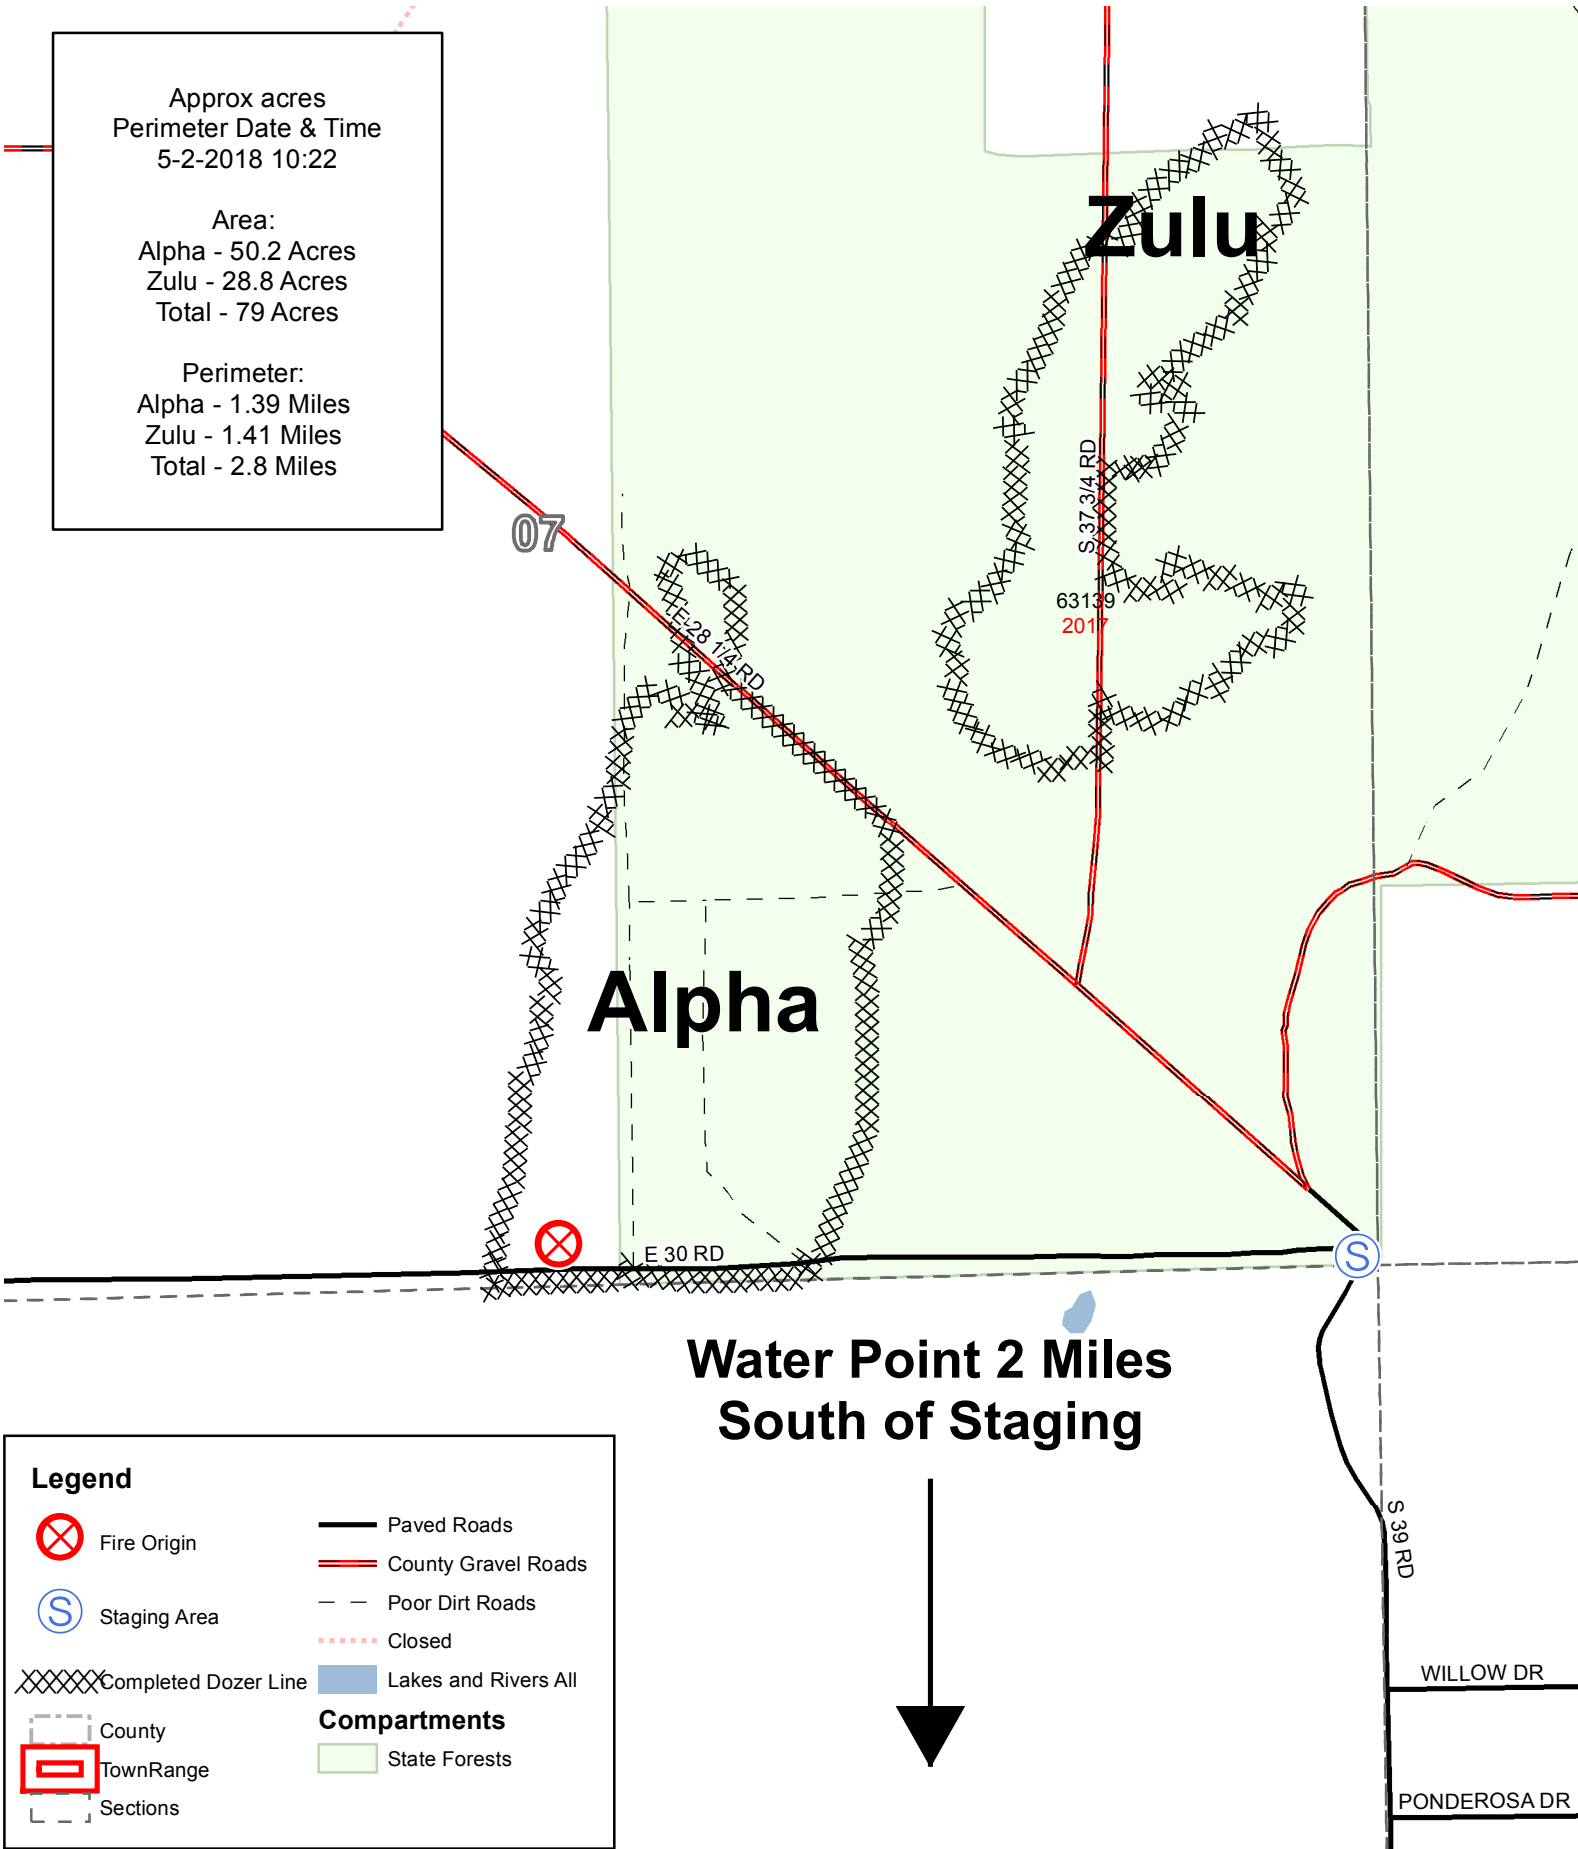 Approx acres
Perimeter Date & Time
5-2-2018 10:22
Area:
Alpha - 50.2 Acres
Zulu - 28.8 Acres
Total - 79 Acres
Perimeter:
Alpha - 1.39 Miles
Zulu - 1.41 Miles
Total - 2.8 Miles
Zulu
S 37 3/4 RD
07
63139
2017
E 28 1/4 RD
Alpha
E 30 RD
S
Water Point 2 Miles
South of Staging
S 39 RD
WILLOW DR
PONDEROSA DR
Legend
Fire Origin
S Staging Area
Completed Dozer Line
County
TownRange
Sections
Paved Roads
County Gravel Roads
Poor Dirt Roads
Closed
Lakes and Rivers All
Compartments
State Forests